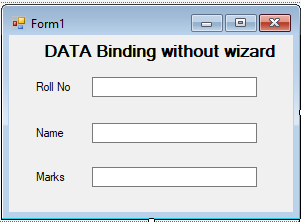 Form1
DATA Binding without wizard
Roll No
Name
Marks